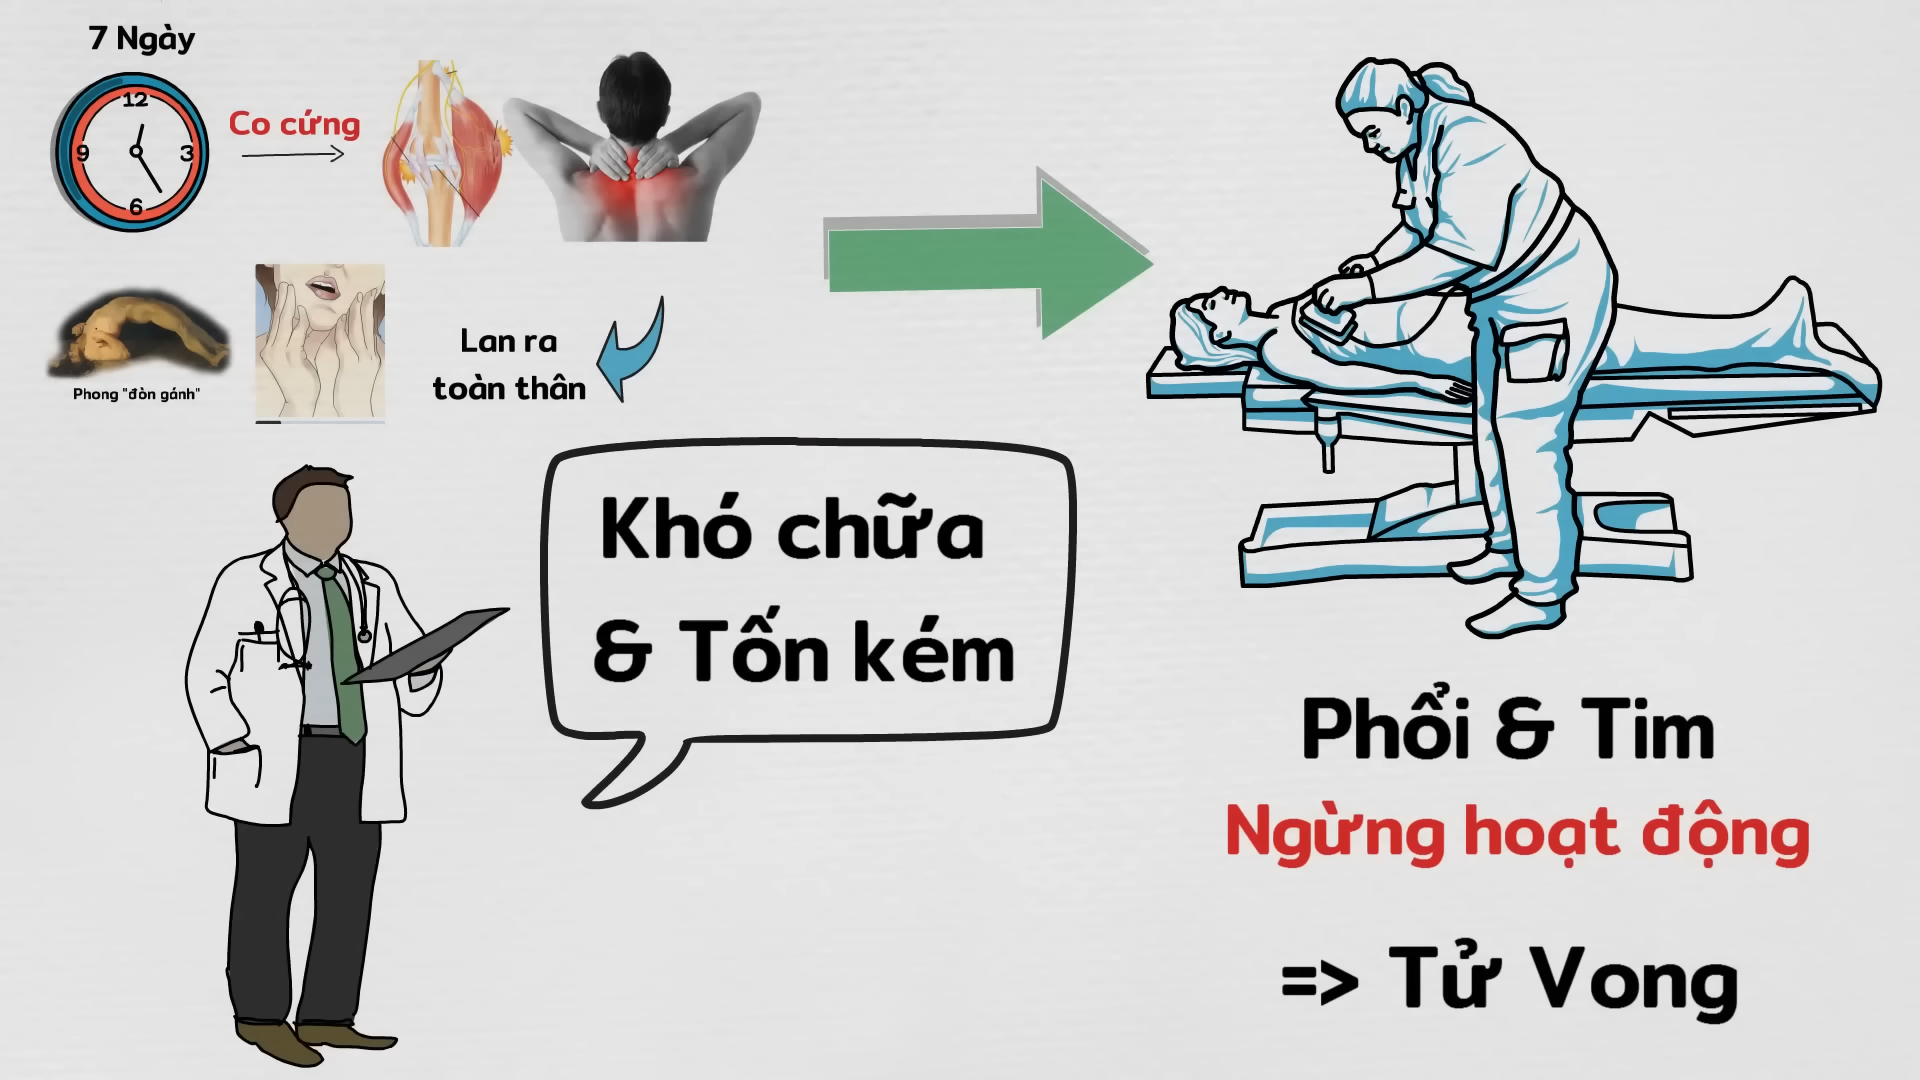 7 Ngày
12
9
3
6
Co cứng
Phong "đòn gánh"
Lan ra
toàn thân
Khó chữa
& Tốn kém
Phổi & Tim
Ngừng hoạt động
=> Tử Vong